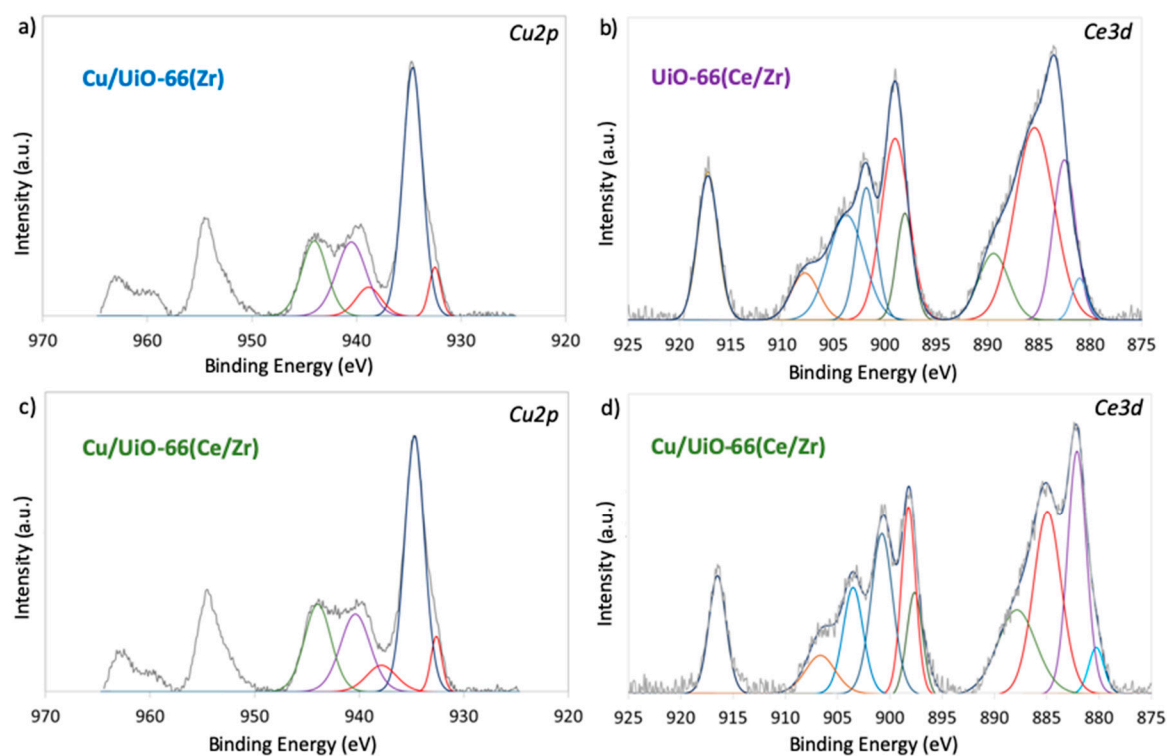 a)
Cu2p
Cu/UiO-66(Zr)
Intensity (a.u.)
970 960 950 940 930 920
Binding Energy (eV)
b)
Ce3d
UiO-66(Ce/Zr)
Intensity (a.u.)
925 920 915 910 905 900 895 890 885 880 875
Binding Energy (eV)
c)
Cu2p
Cu/UiO-66(Ce/Zr)
Intensity (a.u.)
970 960 950 940 930 920
Binding Energy (eV)
d)
Ce3d
Cu/UiO-66(Ce/Zr)
Intensity (a.u.)
925 920 915 910 905 900 895 890 885 880 875
Binding Energy (eV)